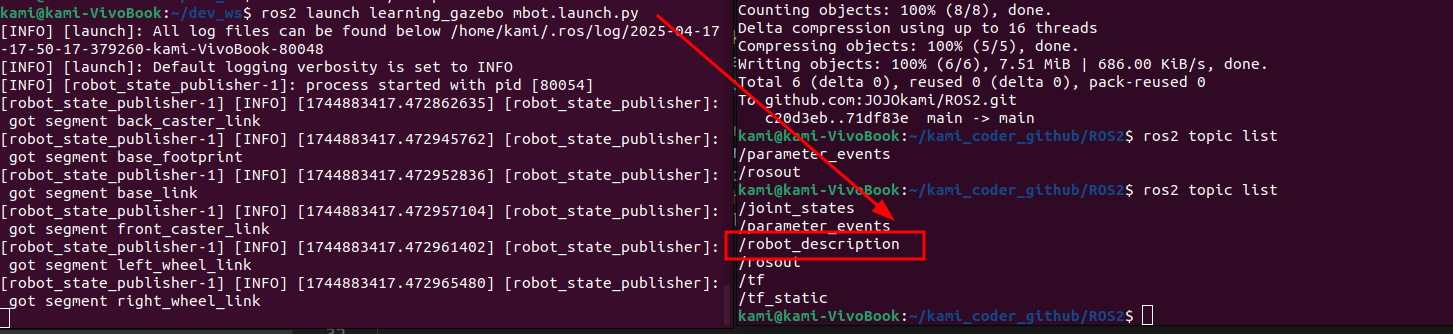 kami@kami-VivoBook:~/dev_ws$ ros2 launch learning_gazebo mbot.launch.py
[INFO] [launch]: All log files can be found below /home/kami/.ros/log/2025-04-17
-17-50-17-379260-kami-VivoBook-80048
[INFO] [launch]: Default logging verbosity is set to INFO
[INFO] [robot_state_publisher-1]: process started with pid [80054]
[robot_state_publisher-1] [INFO] [1744883417.472862635] [robot_state_publisher]:
 got segment back_caster_link
[robot_state_publisher-1] [INFO] [1744883417.472945762] [robot_state_publisher]:
 got segment base_footprint
[robot_state_publisher-1] [INFO] [1744883417.472952836] [robot_state_publisher]:
 got segment base_link
[robot_state_publisher-1] [INFO] [1744883417.472957104] [robot_state_publisher]:
 got segment front_caster_link
[robot_state_publisher-1] [INFO] [1744883417.472961402] [robot_state_publisher]:
 got segment left_wheel_link
[robot_state_publisher-1] [INFO] [1744883417.472965480] [robot_state_publisher]:
 got segment right_wheel_link
Counting objects: 100% (8/8), done.
Delta compression using up to 16 threads
Compressing objects: 100% (5/5), done.
Writing objects: 100% (6/6), 7.51 MiB | 686.00 KiB/s, done.
Total 6 (delta 0), reused 0 (delta 0), pack-reused 0
To github.com:JOJOkami/ROS2.git
   c20d3eb..71df83e  main -> main
kami@kami-VivoBook:~/kami_coder_github/ROS2$ ros2 topic list
/parameter_events
/rosout
kami@kami-VivoBook:~/kami_coder_github/ROS2$ ros2 topic list
/joint_states
/parameter_events
/robot_description
/rosout
/tf
/tf_static
kami@kami-VivoBook:~/kami_coder_github/ROS2$